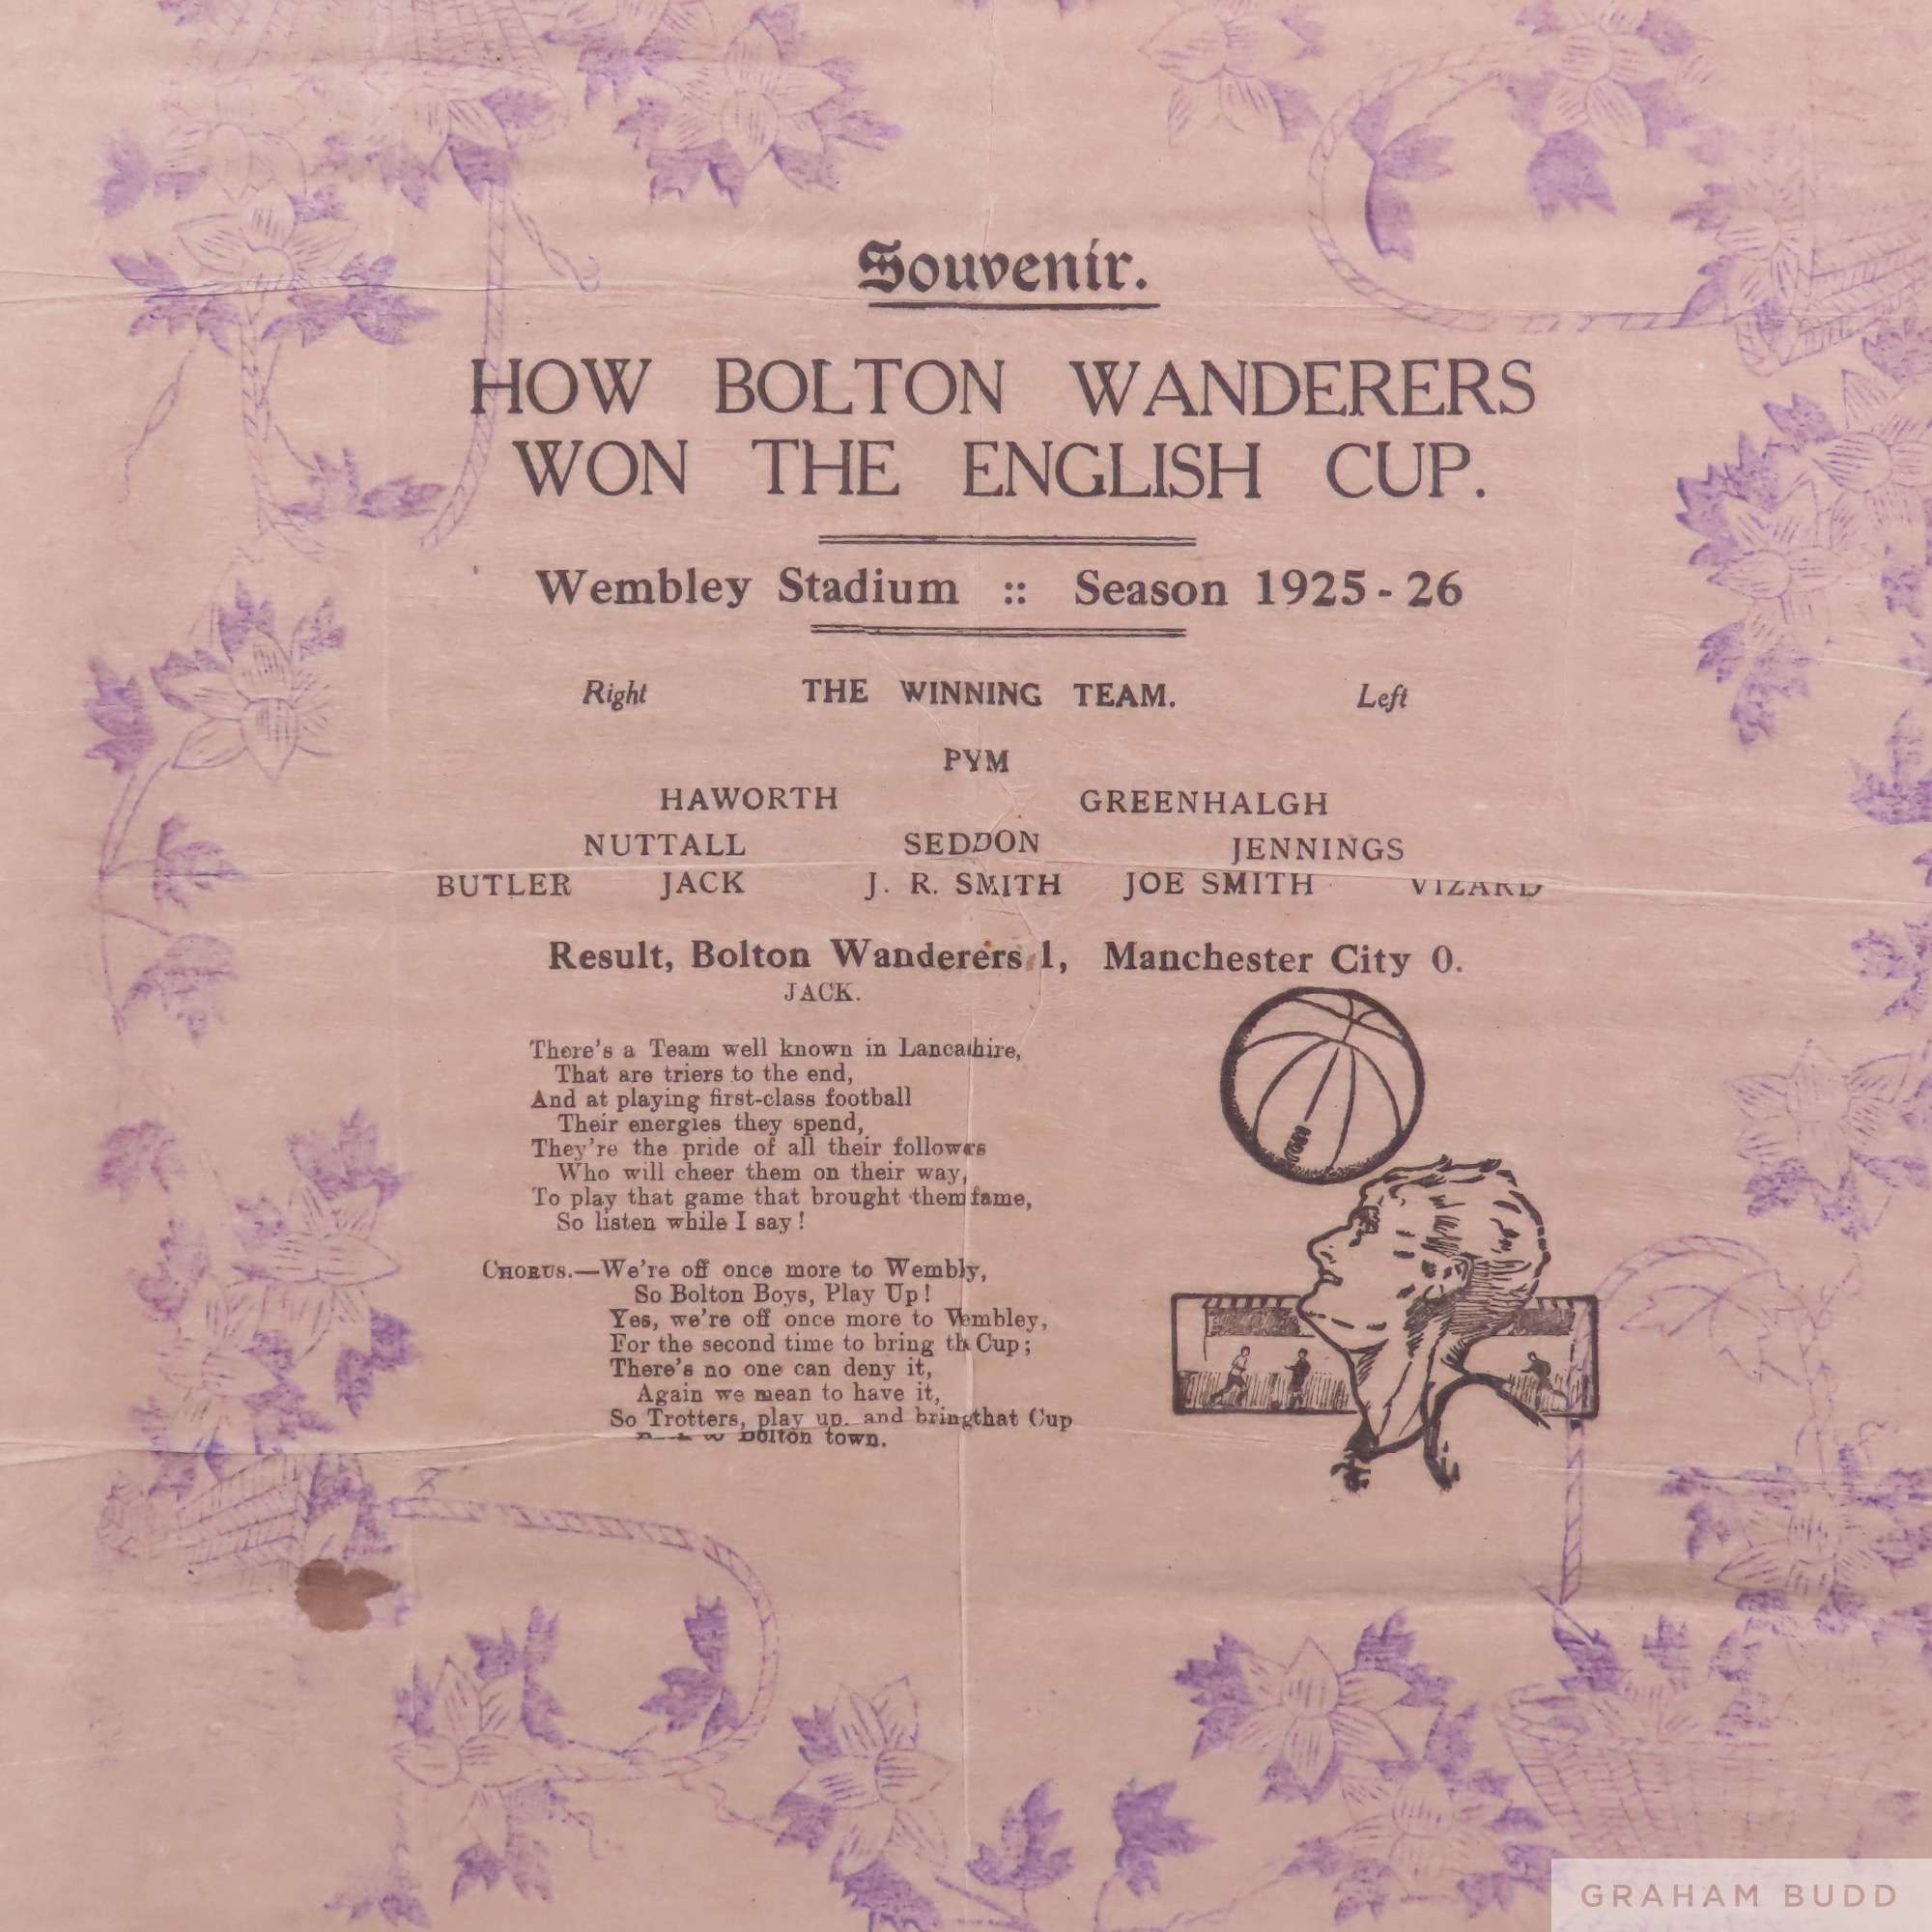 Souvenir.
HOW BOLTON WANDERERS
WON THE ENGLISH CUP.
Wembley Stadium :: Season 1925-26
Right THE WINNING TEAM. Left
PYM
HAWORTH GREENHALGH
NUTTALL SEDDON JENNINGS
BUTLER JACK J. R. SMITH JOE SMITH VIZARD
Result, Bolton Wanderers 1, Manchester City 0.
JACK.
There's a Team well known in Lancashire,
That are triers to the end,
And at playing first-class football
Their energies they spend,
They're the pride of all their followers
Who will cheer them on their way,
To play that game that brought them fame,
So listen while I say!
CHORUS.—We're off once more to Wembly,
So Bolton Boys, Play Up!
Yes, we're off once more to Wembley,
For the second time to bring the Cup;
There's no one can deny it,
Again we mean to have it,
So Trotters, play up, and bring that Cup
Bolton town.
GRAHAM BUDD